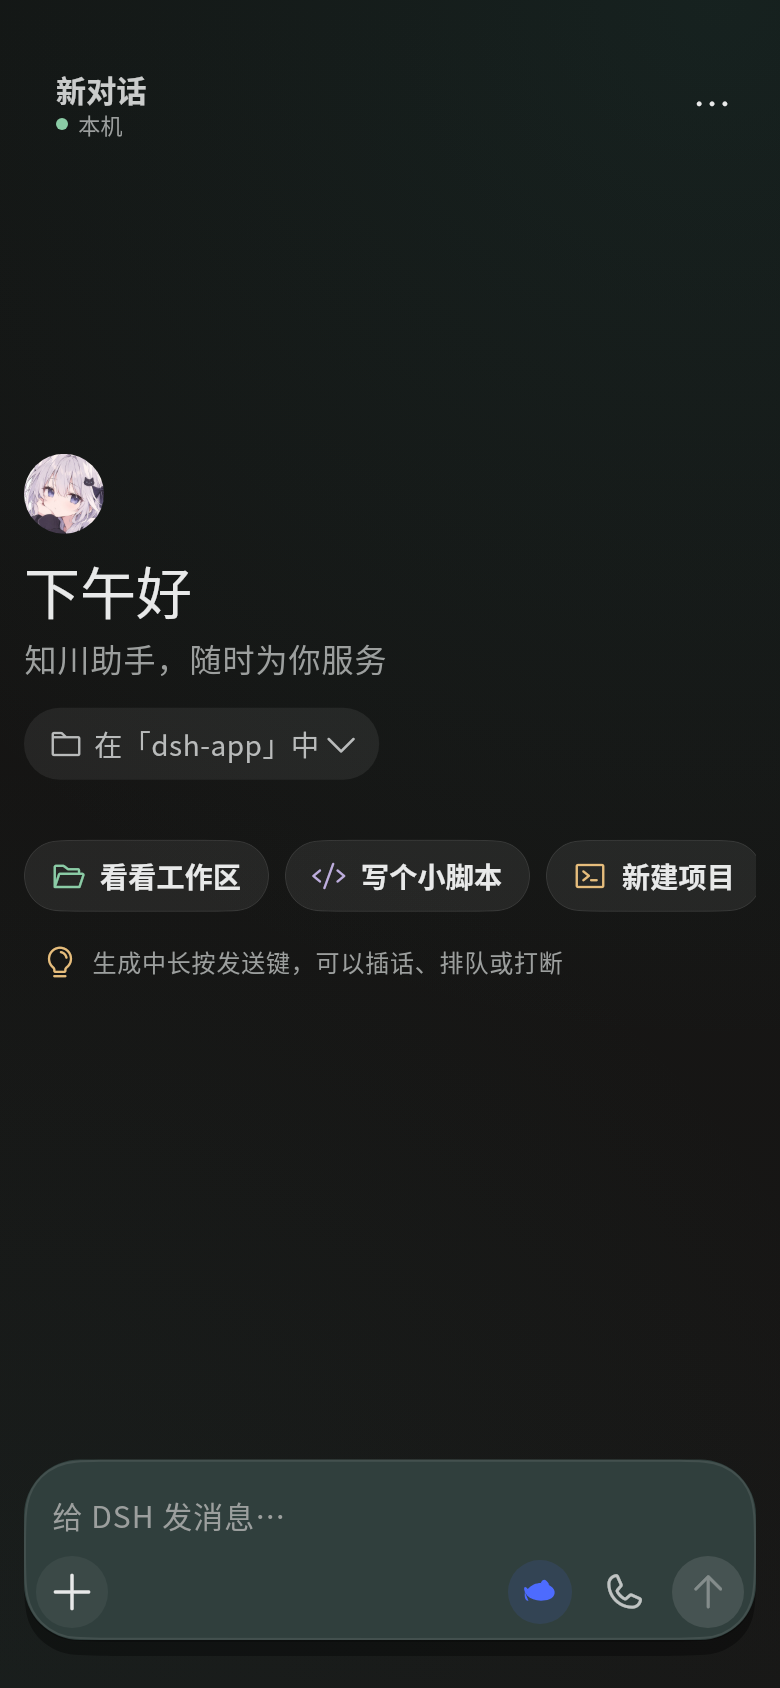 新对话
本机
下午好
知川助手，随时为你服务
在「dsh-app」中
看看工作区
写个小脚本
新建项目
生成中长按发送键，可以插话、排队或打断
给 DSH 发消息…